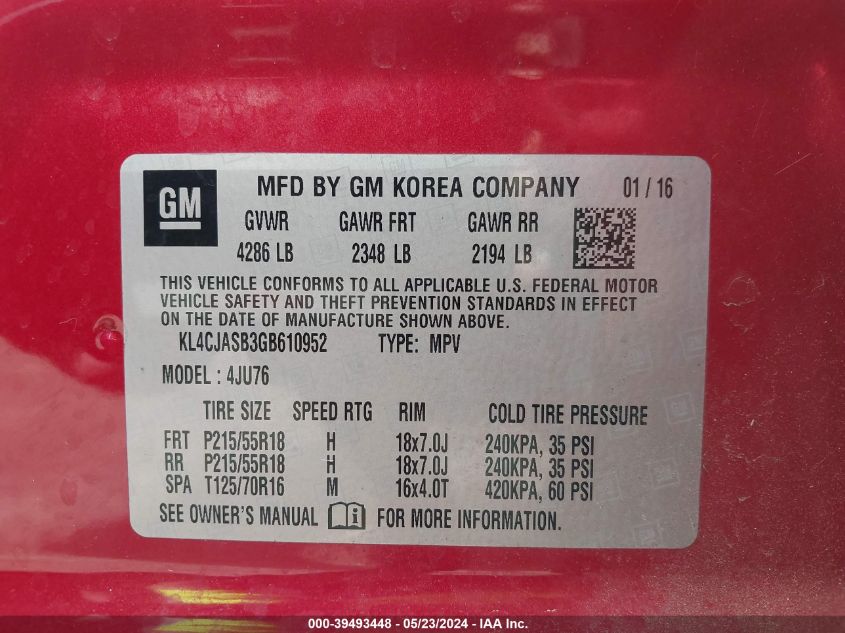 GM
MFD BY GM KOREA COMPANY 01 / 16
GVWR GAWR FRT GAWR RR
4286 LB 2348 LB 2194 LB
THIS VEHICLE CONFORMS TO ALL APPLICABLE U.S. FEDERAL MOTOR
VEHICLE SAFETY AND THEFT PREVENTION STANDARDS IN EFFECT
ON THE DATE OF MANUFACTURE SHOWN ABOVE.
KL4CJASB3GB610952 TYPE: MPV
MODEL : 4JU76
TIRE SIZE SPEED RTG RIM COLD TIRE PRESSURE
FRT P215/55R18 H 18x7.0J 240KPA, 35 PSI
RR P215/55R18 H 18x7.0J 240KPA, 35 PSI
SPA T125/70R16 M 16x4.0T 420KPA, 60 PSI
SEE OWNER'S MANUAL FOR MORE INFORMATION.
000-39493448 - 05/23/2024 - IAA Inc.